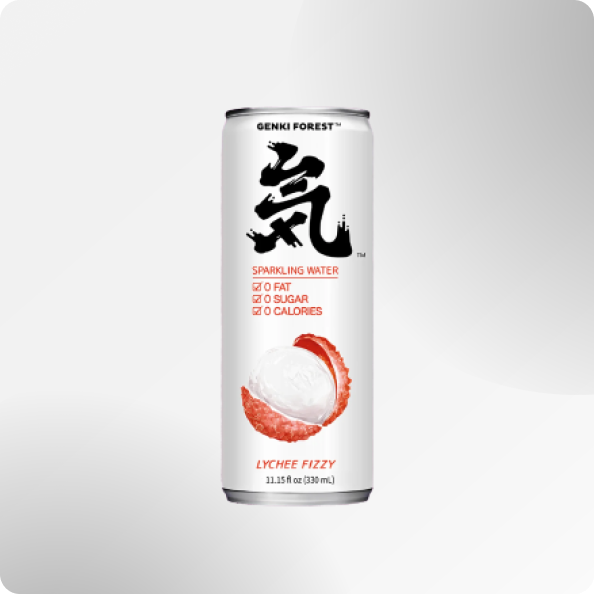 GENKI FOREST™
気
™
SPARKLING WATER
☑ 0 FAT
☑ 0 SUGAR
☑ 0 CALORIES
LYCHEE FIZZY
11.15 fl oz (330 mL)